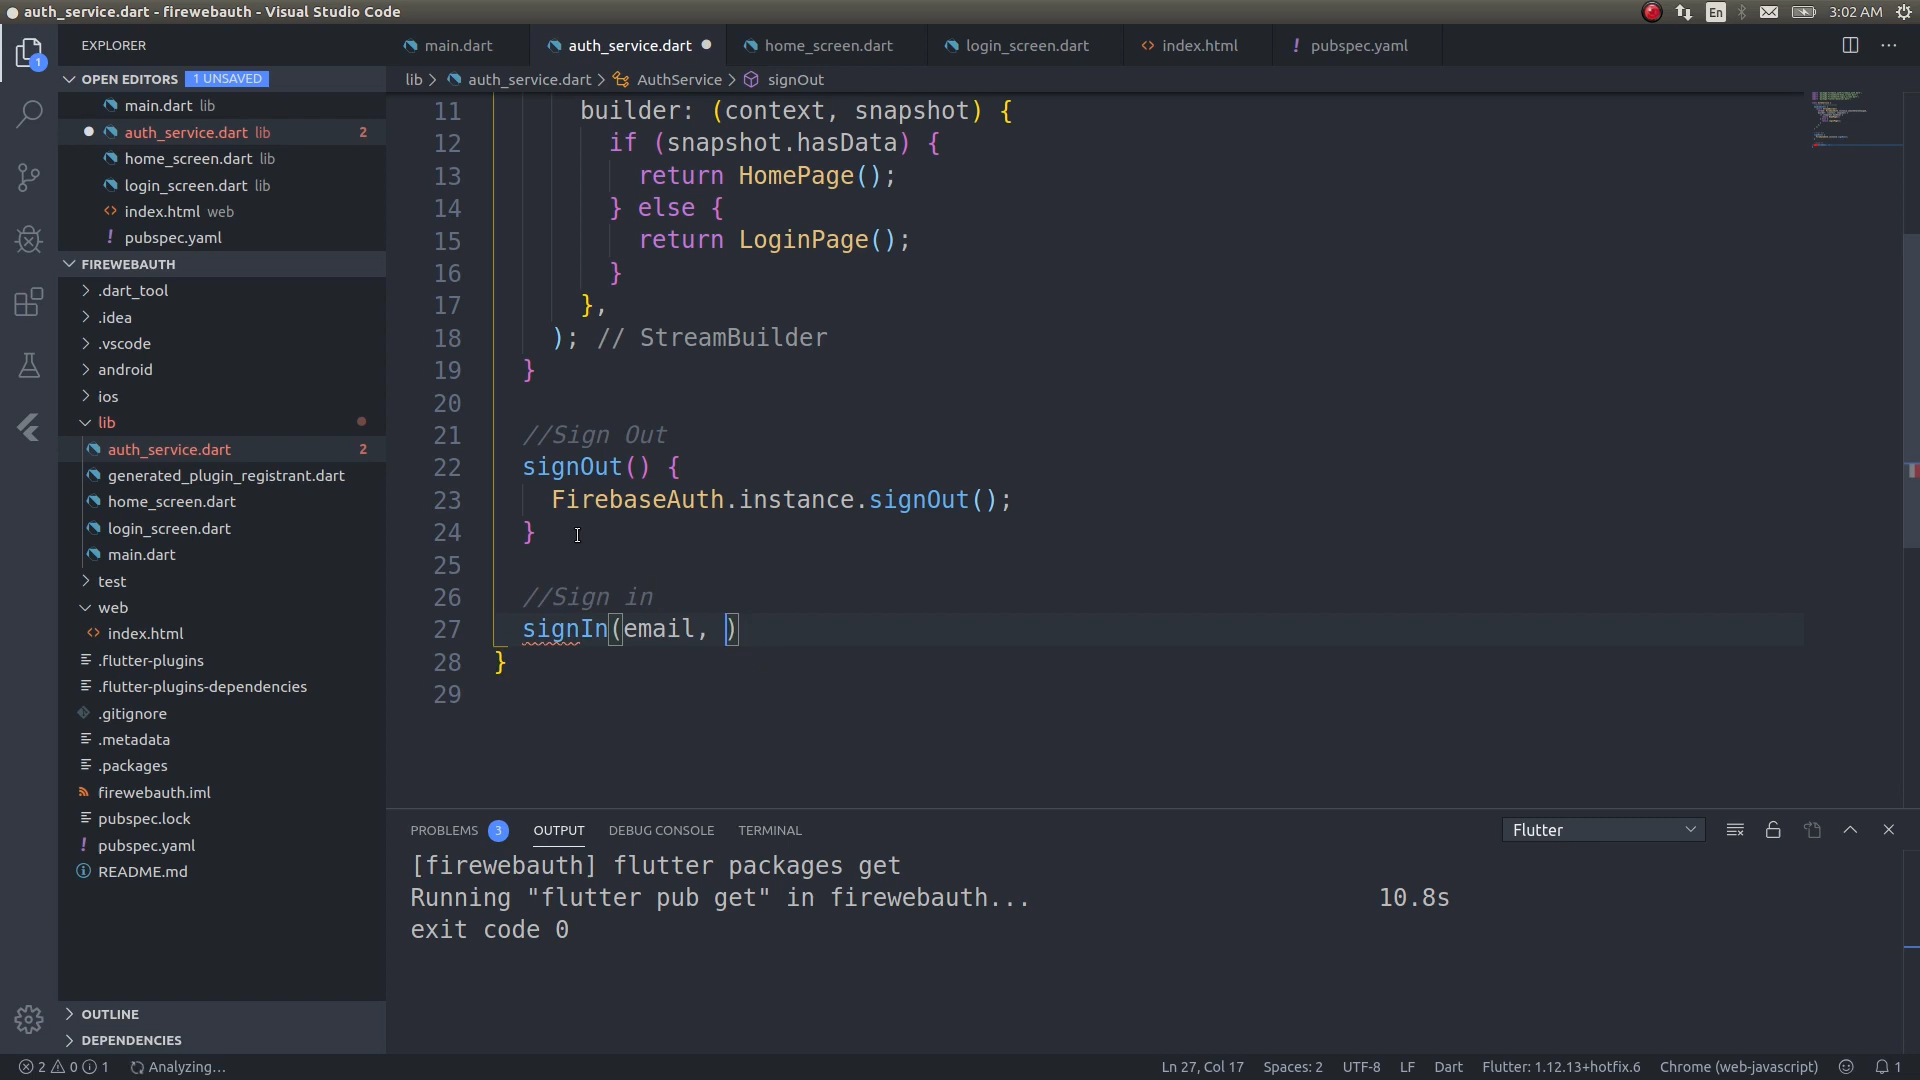 auth_service.dart - firewebauth - Visual Studio Code
En
3:02 AM
EXPLORER
main.dart
auth_service.dart
home_screen.dart
login_screen.dart
index.html
! pubspec.yaml
1
OPEN EDITORS 1 UNSAVED
lib > auth_service.dart > AuthService > signOut
main.dart lib
auth_service.dart lib 2
home_screen.dart lib
login_screen.dart lib
index.html web
! pubspec.yaml
FIREWEBAUTH
.dart_tool
.idea
.vscode
android
ios
lib
auth_service.dart 2
generated_plugin_registrant.dart
home_screen.dart
login_screen.dart
main.dart
test
web
index.html
.flutter-plugins
.flutter-plugins-dependencies
.gitignore
.metadata
.packages
firewebauth.iml
pubspec.lock
! pubspec.yaml
README.md
OUTLINE
DEPENDENCIES
11 builder: (context, snapshot) {
12 if (snapshot.hasData) {
13 return HomePage();
14 } else {
15 return LoginPage();
16 }
17 },
18 ); // StreamBuilder
19 }
20
21 //Sign Out
22 signOut() {
23 FirebaseAuth.instance.signOut();
24 }
25
26 //Sign in
27 signIn(email, )
28 }
29
PROBLEMS 3 OUTPUT DEBUG CONSOLE TERMINAL Flutter
[firewebauth] flutter packages get
Running "flutter pub get" in firewebauth... 10.8s
exit code 0
2 0 1 Analyzing... Ln 27, Col 17 Spaces: 2 UTF-8 LF Dart Flutter: 1.12.13+hotfix.6 Chrome (web-javascript) 1